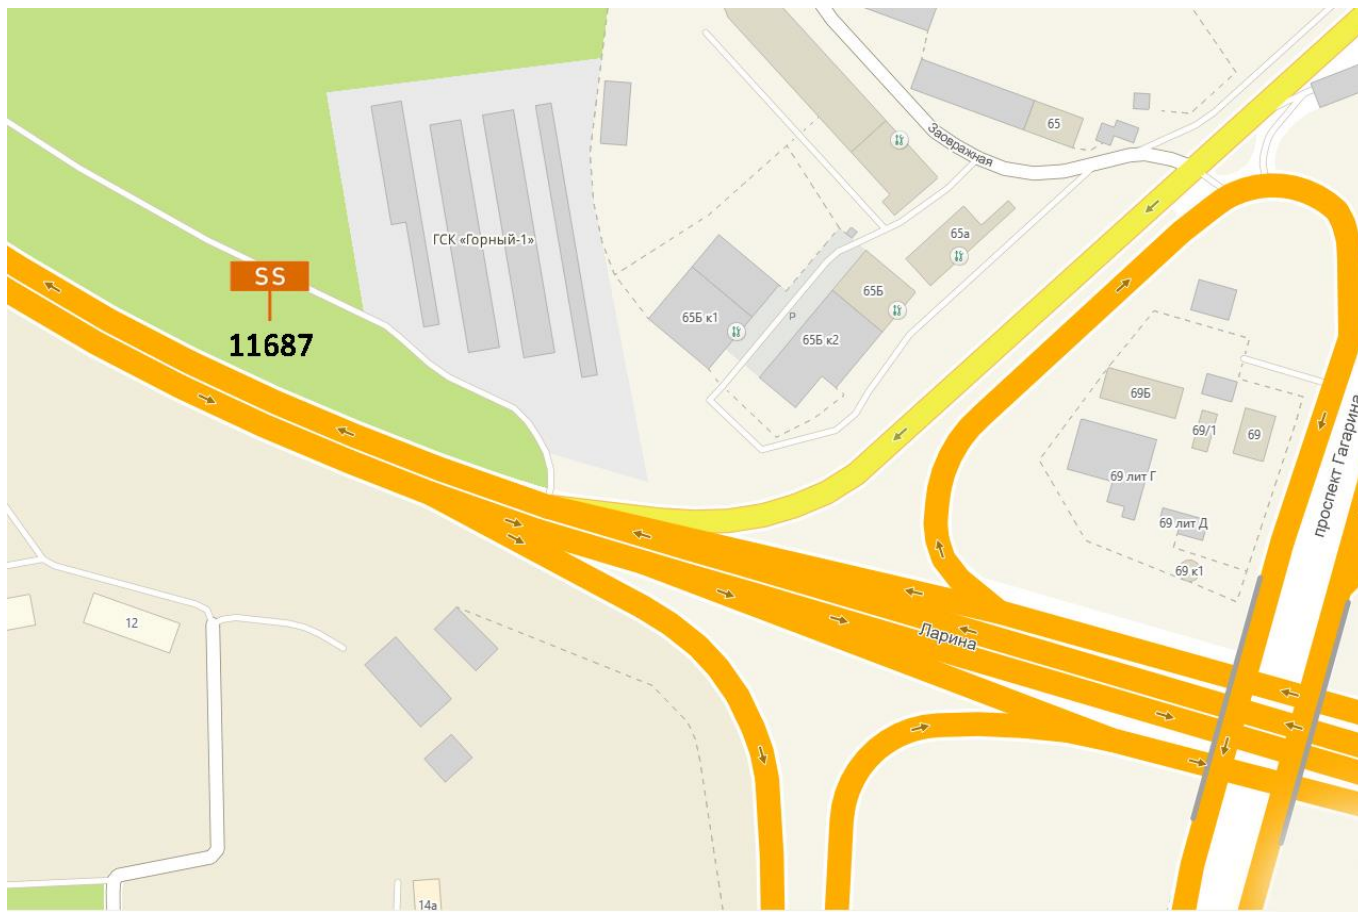 65
Заовражная
65а
ГСК «Горный-1»
SS
11687
65Б
65Б к1
P
65Б к2
69Б
69/1
69
проспект Гагарина
69 лит Г
69 лит Д
69 к1
Ларина
12
14а